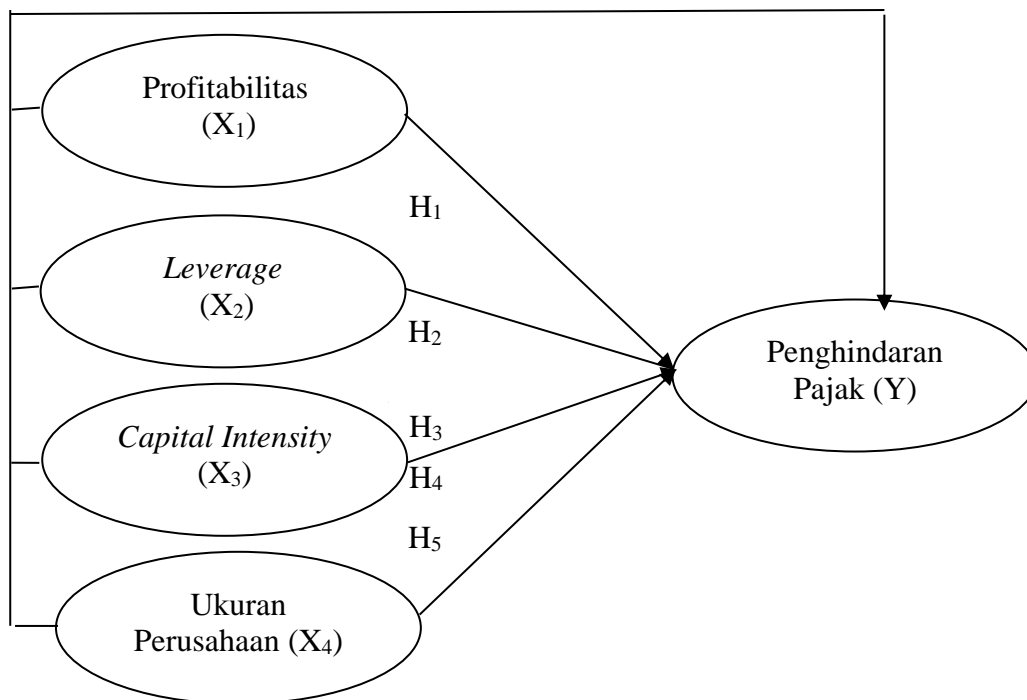 Profitabilitas
(X₁)
H₁
Leverage
(X₂)
H₂
Penghindaran
Pajak (Y)
Capital Intensity
(X₃)
H₃
H₄
H₅
Ukuran
Perusahaan (X₄)